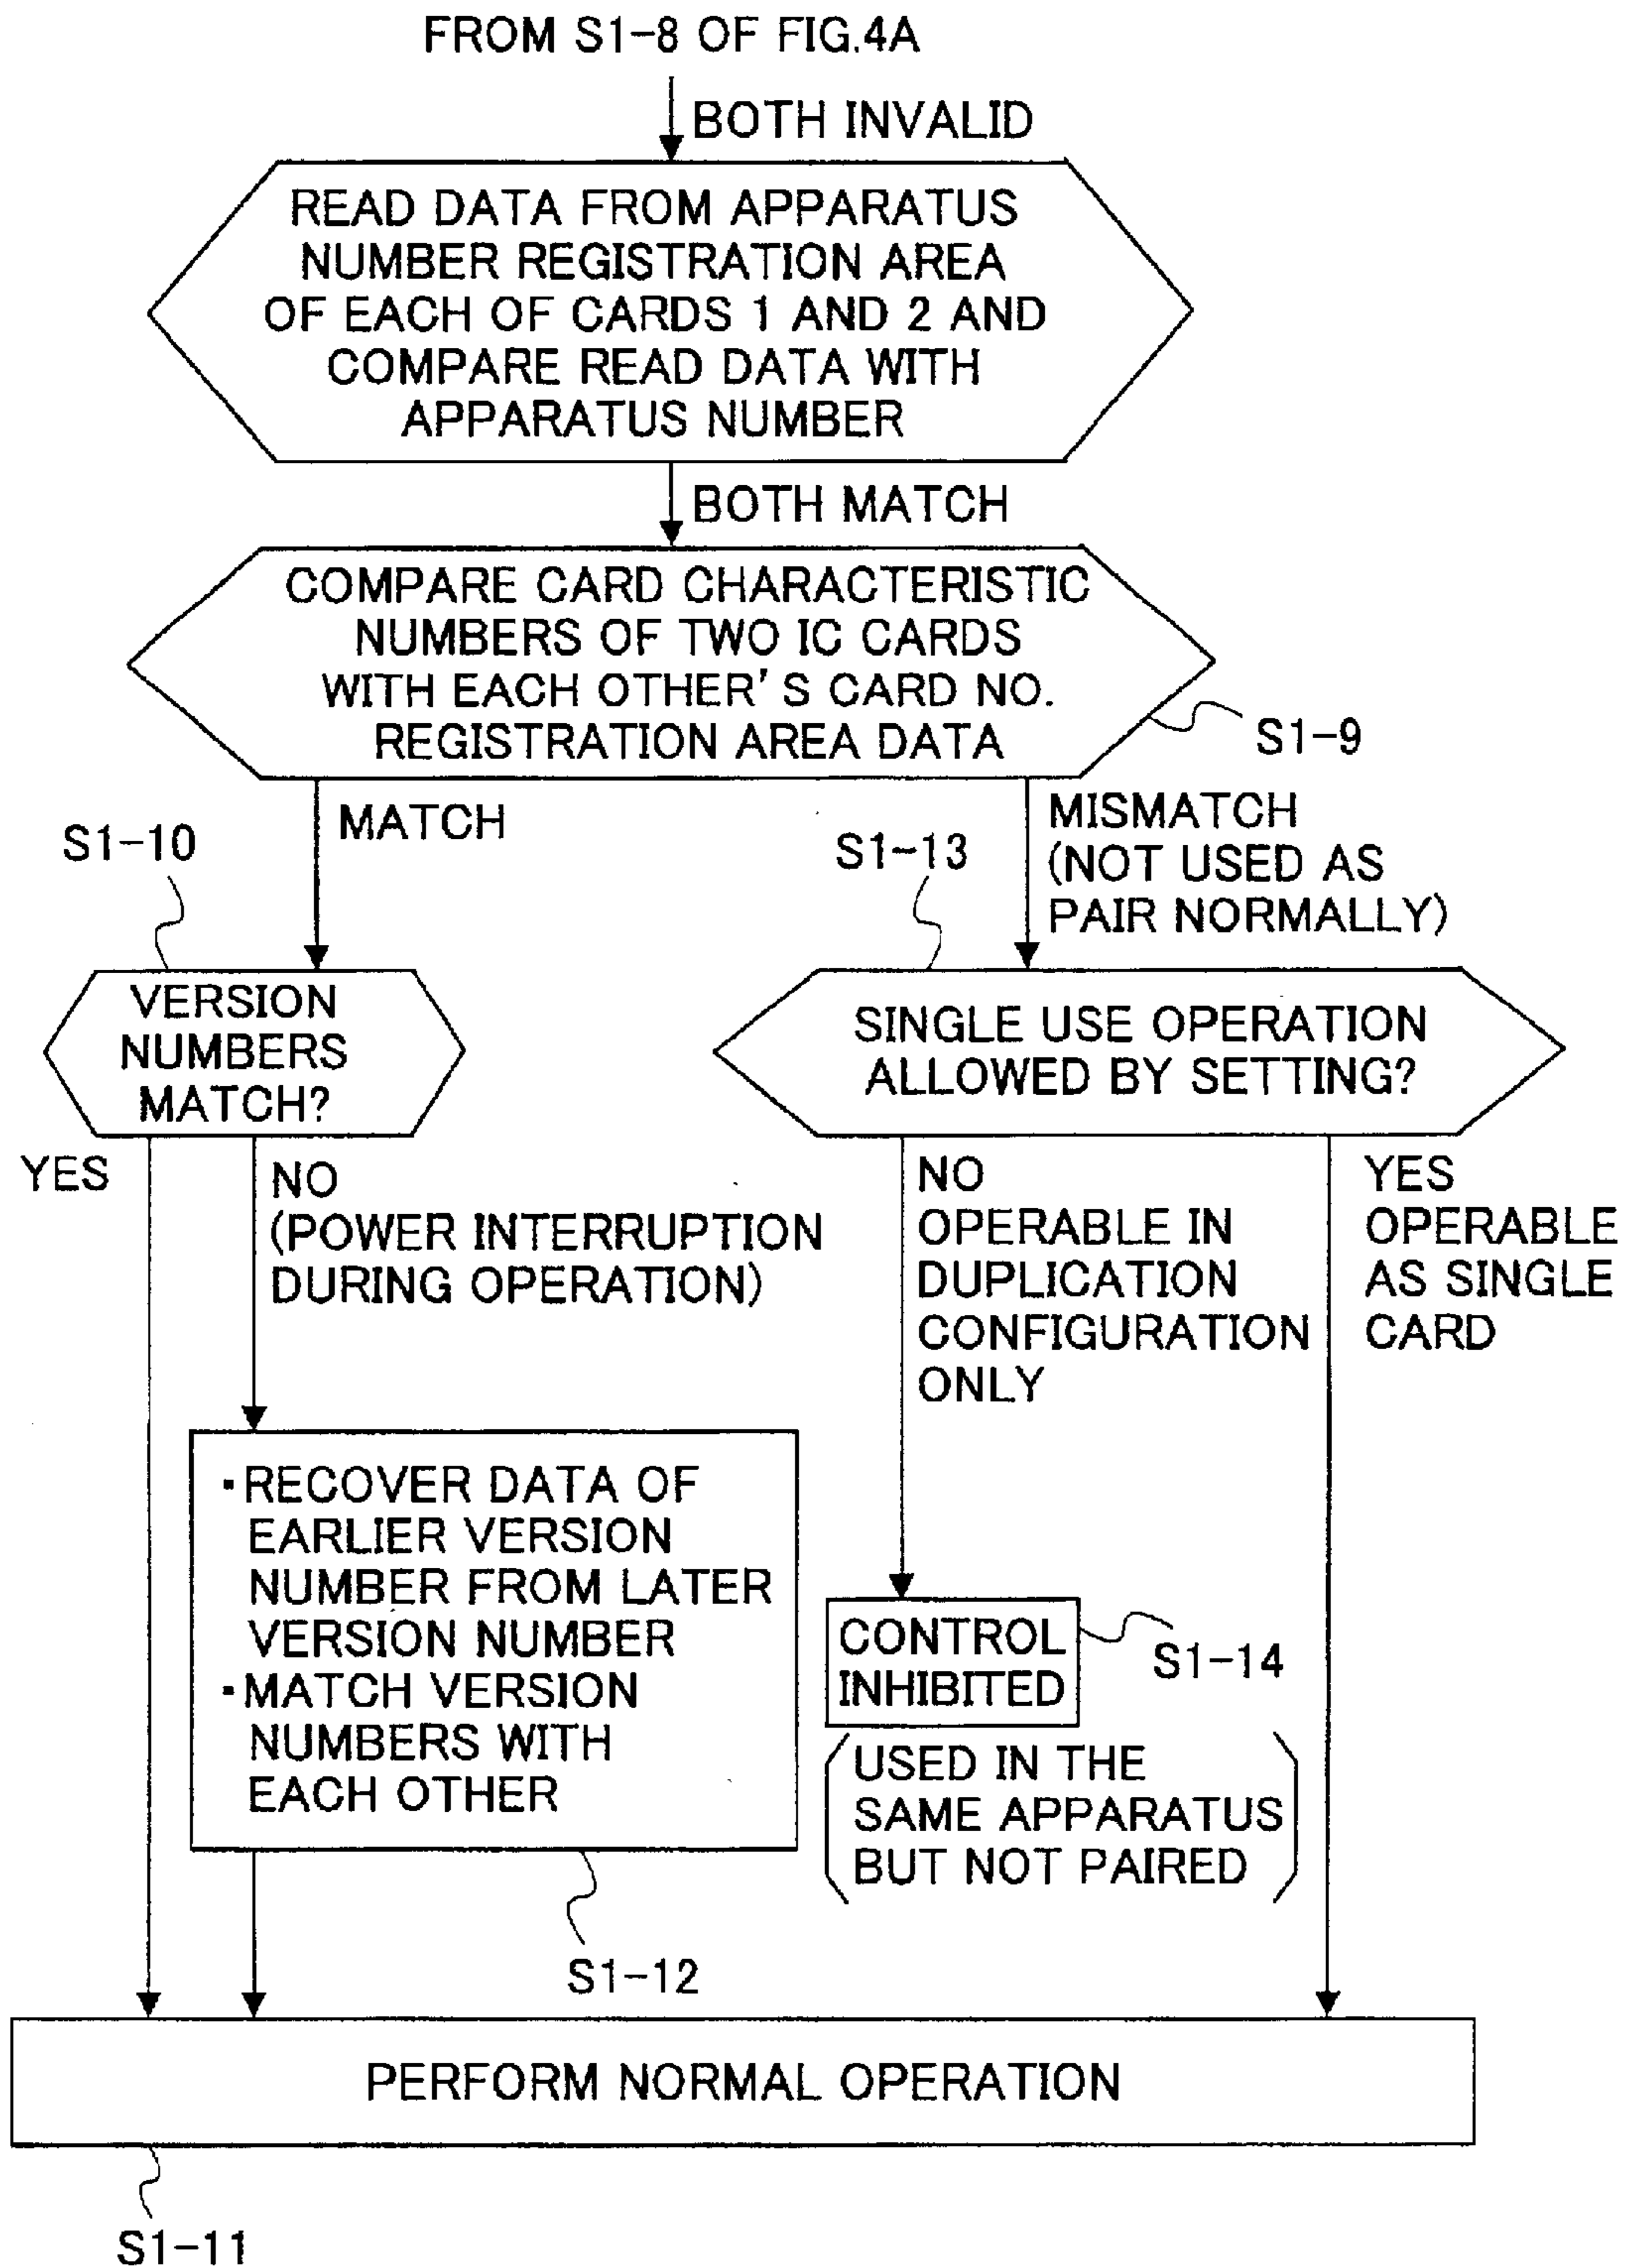 FROM S1-8 OF FIG.4A
BOTH INVALID
READ DATA FROM APPARATUS
NUMBER REGISTRATION AREA
OF EACH OF CARDS 1 AND 2 AND
COMPARE READ DATA WITH
APPARATUS NUMBER
BOTH MATCH
COMPARE CARD CHARACTERISTIC
NUMBERS OF TWO IC CARDS
WITH EACH OTHER'S CARD NO.
REGISTRATION AREA DATA
S1-9
MATCH
MISMATCH
(NOT USED AS
PAIR NORMALLY)
S1-10
VERSION
NUMBERS
MATCH?
S1-13
SINGLE USE OPERATION
ALLOWED BY SETTING?
YES
NO
(POWER INTERRUPTION
DURING OPERATION)
NO
OPERABLE IN
DUPLICATION
CONFIGURATION
ONLY
YES
OPERABLE
AS SINGLE
CARD
・RECOVER DATA OF
EARLIER VERSION
NUMBER FROM LATER
VERSION NUMBER
・MATCH VERSION
NUMBERS WITH
EACH OTHER
S1-12
CONTROL
INHIBITED
S1-14
(USED IN THE
SAME APPARATUS
BUT NOT PAIRED)
PERFORM NORMAL OPERATION
S1-11